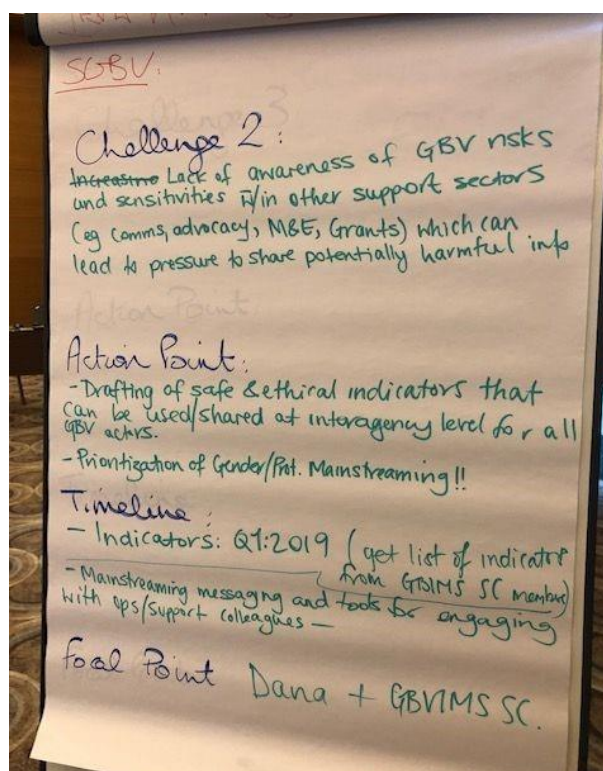 SGBV:
Challenge 2:
Increasing Lack of awareness of GBV risks
and sensitivities w/in other support sectors
(eg comms, advocacy, M&E, Grants) which can
lead to pressure to share potentially harmful info
Action Point:
- Drafting of safe & ethical indicators that
can be used/shared at interagency level for all
GBV actors.
- Prioritization of Gender/Prot. Mainstreaming!!
Timeline:
- Indicators: Q1:2019 (get list of indicators
from GBIMS SC members)
- Mainstreaming messaging and tools for engaging
with ops/support colleagues -
Focal Point Dana + GBVIMS SC.